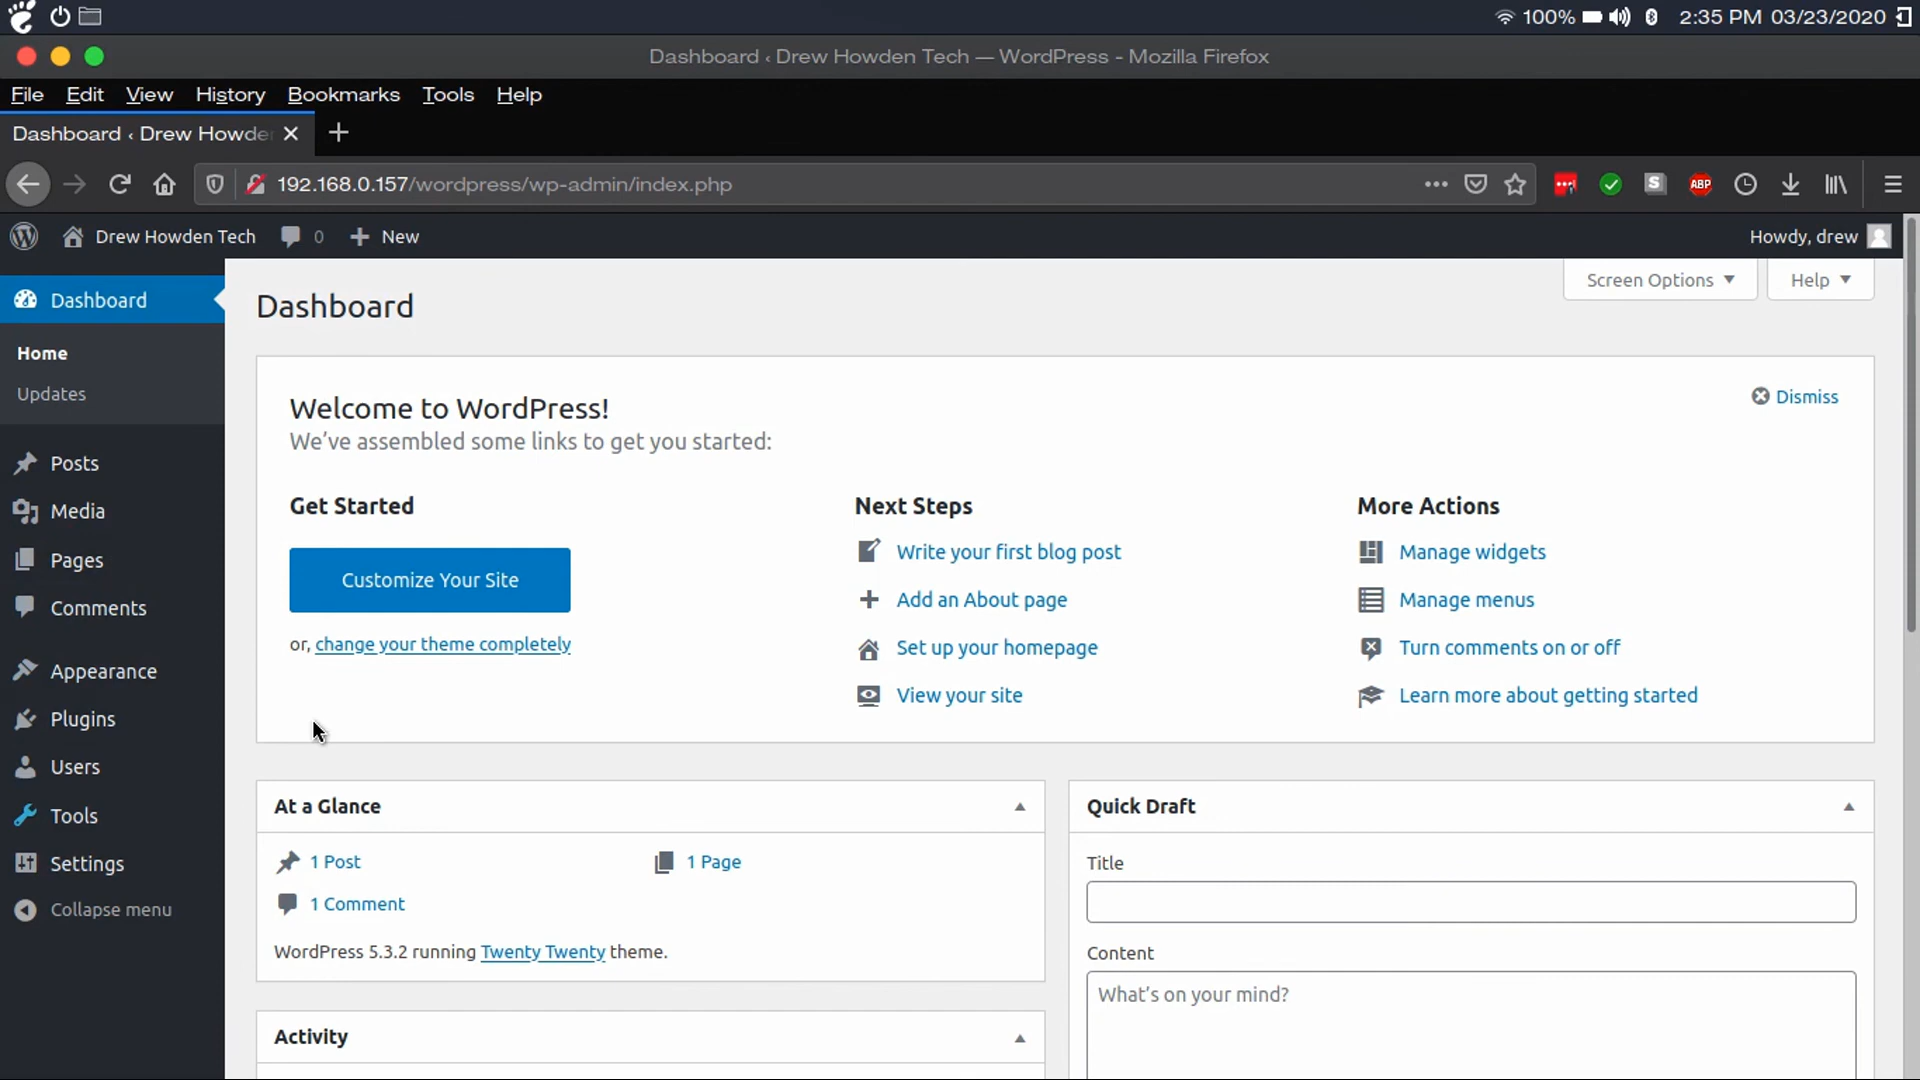 100% 2:35 PM 03/23/2020
Dashboard ‹ Drew Howden Tech — WordPress - Mozilla Firefox
File Edit View History Bookmarks Tools Help
Dashboard ‹ Drew Howde
192.168.0.157/wordpress/wp-admin/index.php
S
ABP
Drew Howden Tech 0 New Howdy, drew
Screen Options Help
Dashboard
Home
Updates
Posts
Media
Pages
Comments
Appearance
Plugins
Users
Tools
Settings
Collapse menu
Dashboard
Welcome to WordPress!
We've assembled some links to get you started:
Dismiss
Get Started
Customize Your Site
or, change your theme completely
Next Steps
Write your first blog post
Add an About page
Set up your homepage
View your site
More Actions
Manage widgets
Manage menus
Turn comments on or off
Learn more about getting started
At a Glance
1 Post 1 Page
1 Comment
WordPress 5.3.2 running Twenty Twenty theme.
Activity
Quick Draft
Title
Content
What's on your mind?